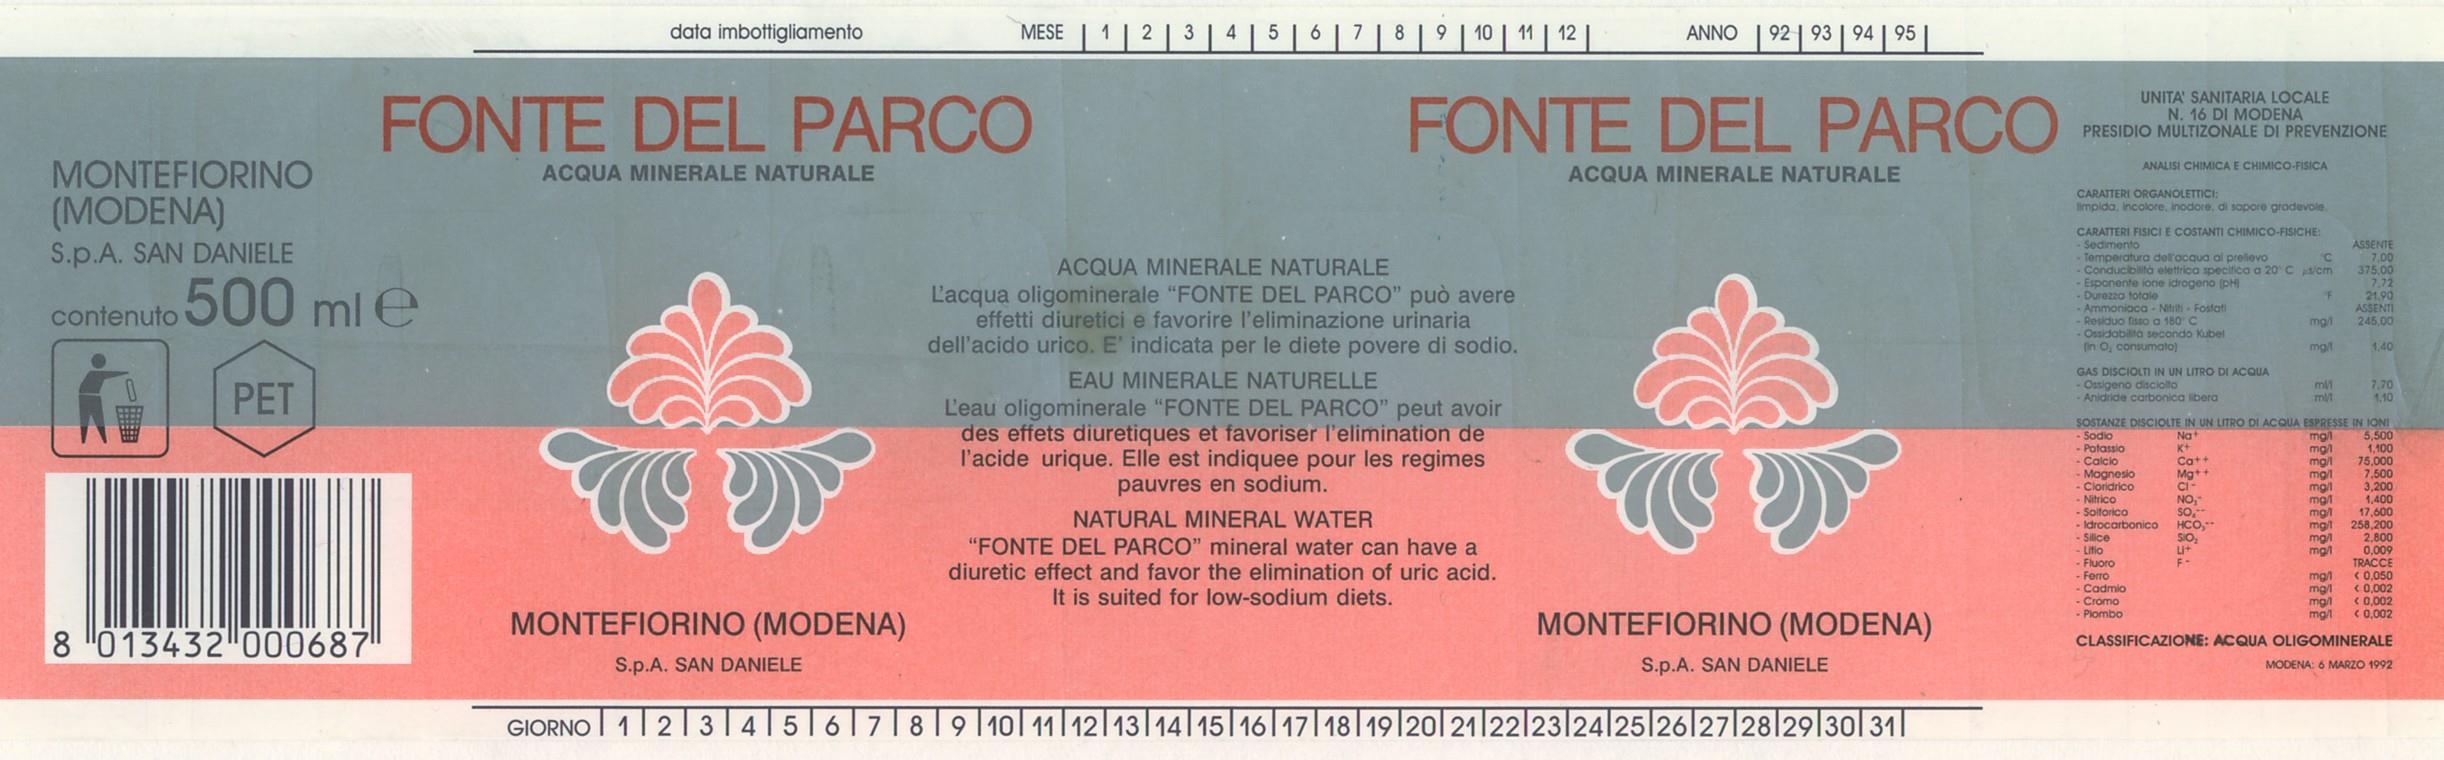 data imbottigliamento MESE 1 2 3 4 5 6 7 8 9 10 11 12 ANNO 92 93 94 95
MONTEFIORINO
(MODENA)
S.p.A. SAN DANIELE
contenuto 500 ml e
PET
8 013432 000687
FONTE DEL PARCO
ACQUA MINERALE NATURALE
MONTEFIORINO (MODENA)
S.p.A. SAN DANIELE
ACQUA MINERALE NATURALE
L'acqua oligominerale "FONTE DEL PARCO" può avere
effetti diuretici e favorire l'eliminazione urinaria
dell'acido urico. E' indicata per le diete povere di sodio.
EAU MINERALE NATURELLE
L'eau oligominerale "FONTE DEL PARCO" peut avoir
des effets diuretiques et favoriser l'elimination de
l'acide urique. Elle est indiquee pour les regimes
pauvres en sodium.
NATURAL MINERAL WATER
"FONTE DEL PARCO" mineral water can have a
diuretic effect and favor the elimination of uric acid.
It is suited for low-sodium diets.
FONTE DEL PARCO
ACQUA MINERALE NATURALE
MONTEFIORINO (MODENA)
S.p.A. SAN DANIELE
UNITA' SANITARIA LOCALE
N. 16 DI MODENA
PRESIDIO MULTIZONALE DI PREVENZIONE
ANALISI CHIMICA E CHIMICO-FISICA
CARATTERI ORGANOLETTICI:
limpida, incolore, inodore, di sapore gradevole.
CARATTERI FISICI E COSTANTI CHIMICO-FISICHE:
- Sedimento ASSENTE
- Temperatura dell'acqua al prelievo °C 7,00
- Conducibilità elettrica specifica a 20° C µs/cm 375,00
- Esponente ione idrogeno (pH) 7,72
- Durezza totale °F 21,90
- Ammoniaca - Nitriti - Fosfati ASSENTI
- Residuo fisso a 180° C mg/l 245,00
- Ossidabilità secondo Kubel
(in O₂ consumato) mg/l 1,40
GAS DISCIOLTI IN UN LITRO DI ACQUA
- Ossigeno disciolto ml/l 7,70
- Anidride carbonica libera ml/l 1,10
SOSTANZE DISCIOLTE IN UN LITRO DI ACQUA ESPRESSE IN IONI
- Sodio Na+ mg/l 5,500
- Potassio K+ mg/l 1,100
- Calcio Ca++ mg/l 75,000
- Magnesio Mg++ mg/l 7,500
- Cloridrico Cl- mg/l 3,200
- Nitrico NO₃- mg/l 1,400
- Solforico SO₄-- mg/l 17,600
- Idrocarbonico HCO₃-- mg/l 258,200
- Silice SiO₂ mg/l 2,800
- Litio Li+ mg/l 0,009
- Fluoro F- TRACCE
- Ferro mg/l < 0,050
- Cadmio mg/l < 0,002
- Cromo mg/l < 0,002
- Piombo mg/l < 0,002
CLASSIFICAZIONE: ACQUA OLIGOMINERALE
MODENA: 6 MARZO 1992
GIORNO 1 2 3 4 5 6 7 8 9 10 11 12 13 14 15 16 17 18 19 20 21 22 23 24 25 26 27 28 29 30 31